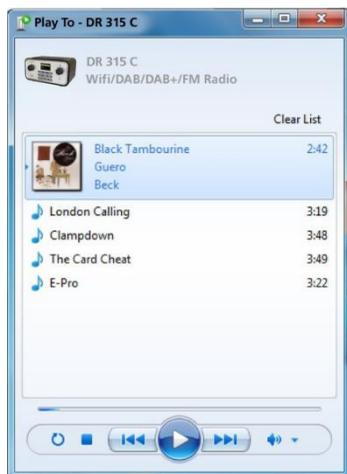 Play To - DR 315 C
DR 315 C
Wifi/DAB/DAB+/FM Radio
Clear List
Black Tambourine 2:42
Guero
Beck
London Calling 3:19
Clampdown 3:48
The Card Cheat 3:49
E-Pro 3:22